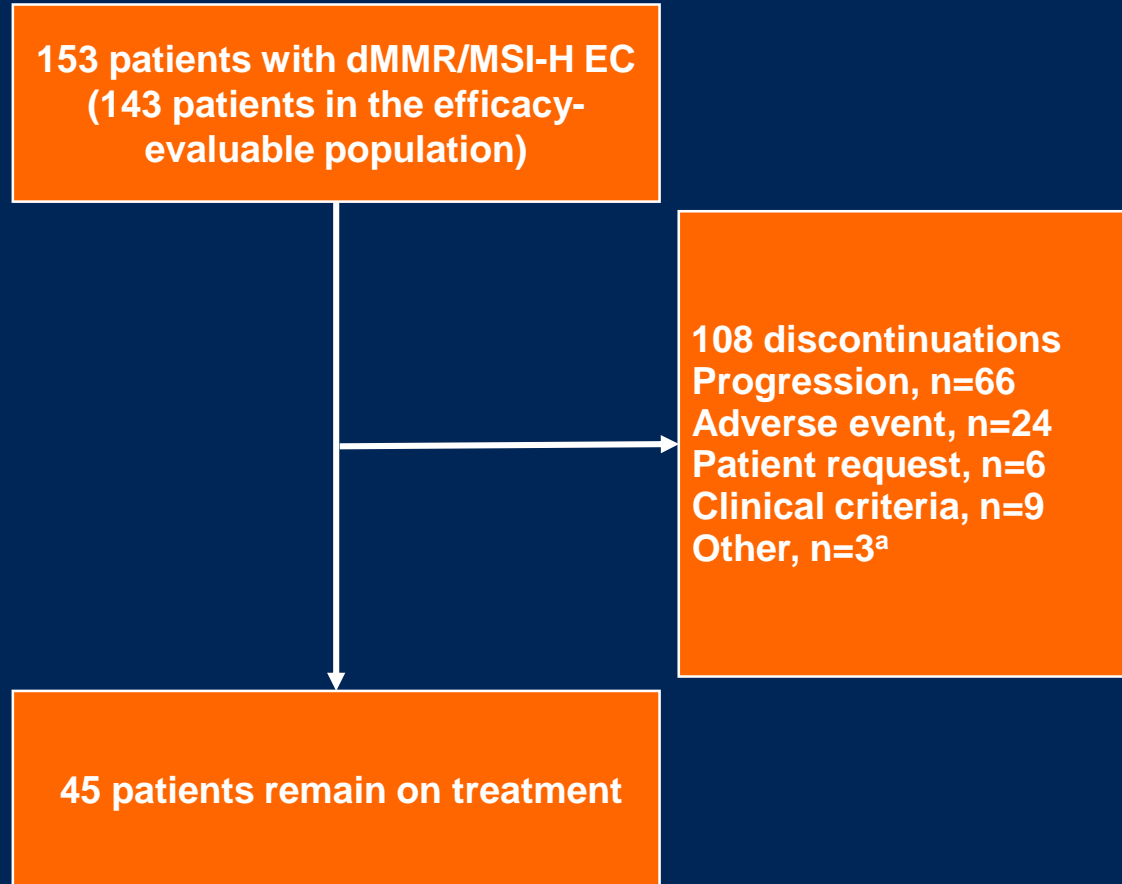 153 patients with dMMR/MSI-H EC
(143 patients in the efficacy-
evaluable population)
108 discontinuations
Progression, n=66
Adverse event, n=24
Patient request, n=6
Clinical criteria, n=9
Other, n=3ᵃ
45 patients remain on treatment